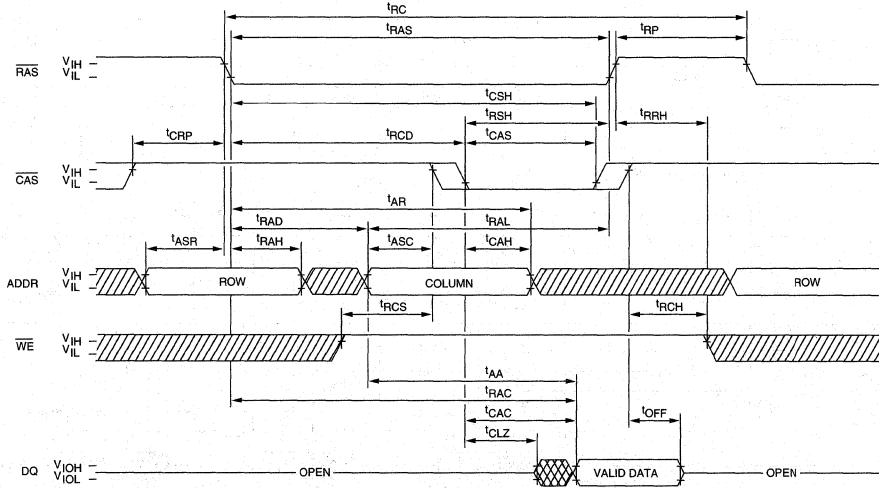 tRC
tRAS tRP
RAS VIH
VIL
tCSH
tRSH tRRH
tCRP tRCD tCAS
CAS VIH
VIL
tAR
tRAD tRAL
tASR tRAH tASC tCAH
ADDR VIH
VIL
ROW COLUMN ROW
tRCS tRCH
WE VIH
VIL
tAA
tRAC
tCAC tOFF
tCLZ
DQ VIOH
VIOL
OPEN VALID DATA OPEN